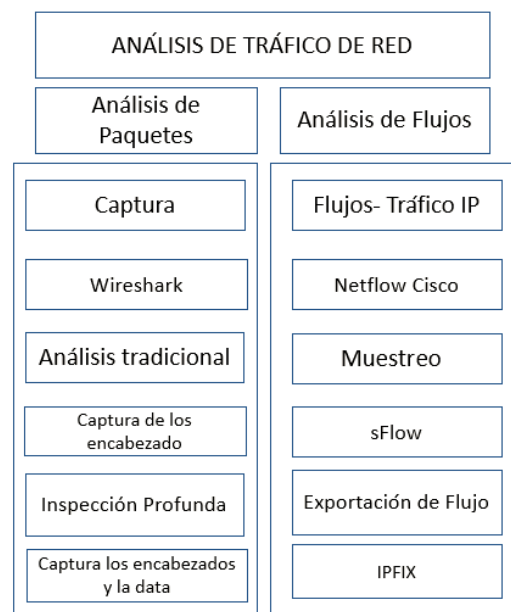 ANÁLISIS DE TRÁFICO DE RED
Análisis de
Paquetes
Análisis de Flujos
Captura
Wireshark
Análisis tradicional
Captura de los
encabezado
Inspección Profunda
Captura los encabezados
y la data
Flujos- Tráfico IP
Netflow Cisco
Muestreo
sFlow
Exportación de Flujo
IPFIX